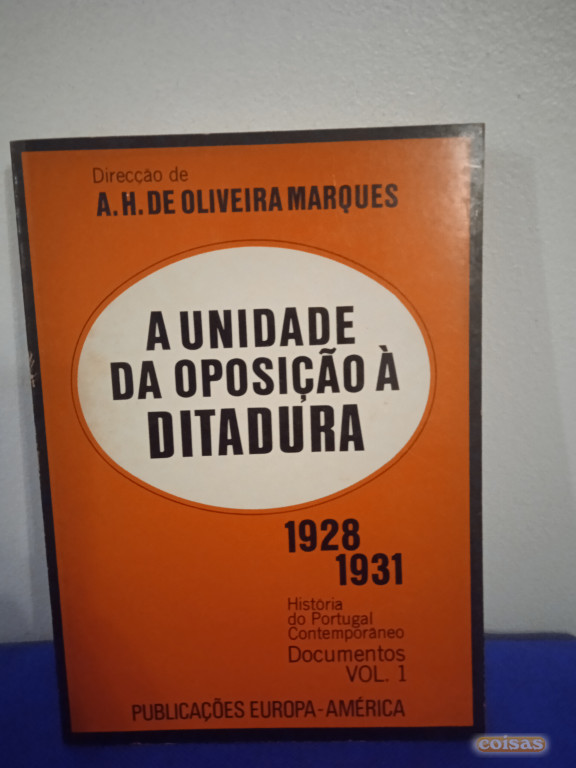 Direcção de
A. H. DE OLIVEIRA MARQUES
A UNIDADE
DA OPOSIÇÃO À
DITADURA
1928
1931
História
do Portugal
Contemporâneo
Documentos
VOL. 1
PUBLICAÇÕES EUROPA-AMÉRICA
coisas